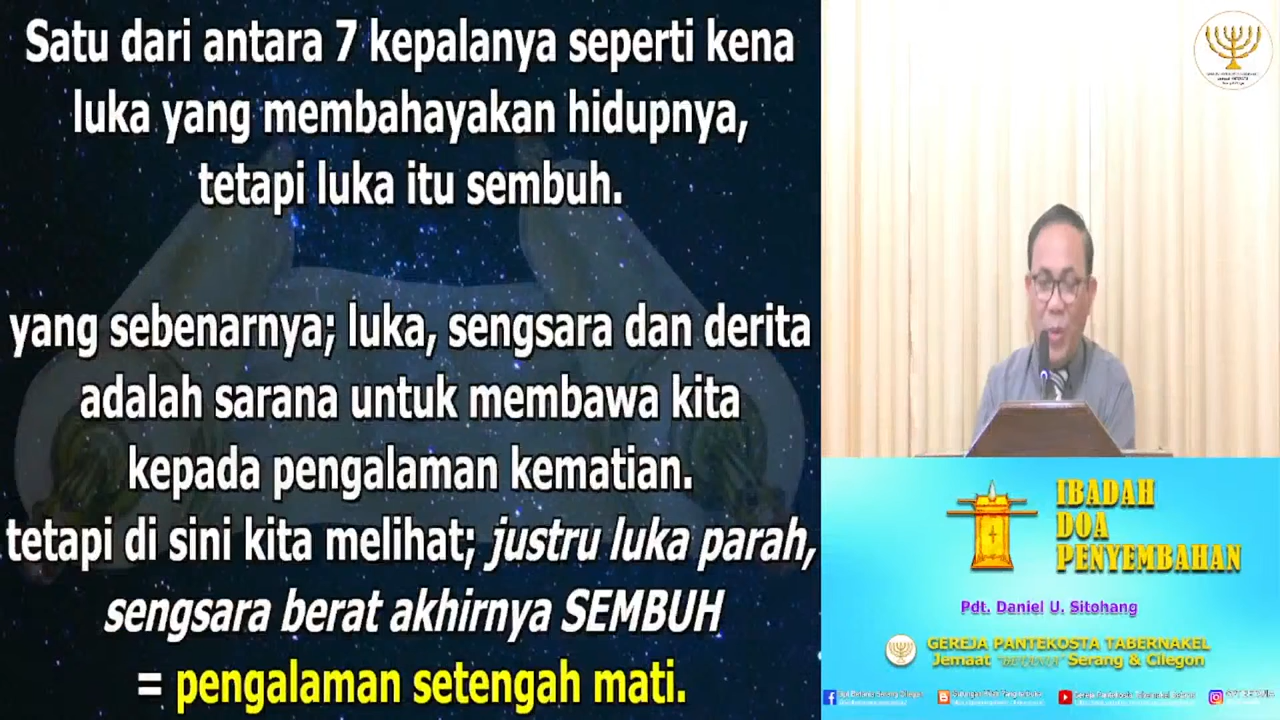 Satu dari antara 7 kepalanya seperti kena
luka yang membahayakan hidupnya,
tetapi luka itu sembuh.
yang sebenarnya; luka, sengsara dan derita
adalah sarana untuk membawa kita
kepada pengalaman kematian.
tetapi di sini kita melihat; justru luka parah,
sengsara berat akhirnya SEMBUH
= pengalaman setengah mati.
IBADAH
DOA
PENYEMBAHAN
Pdt. Daniel U. Sitohang
GEREJA PANTEKOSTA TABERNAKEL
Jemaat "BETANIA" Serang & Cilegon